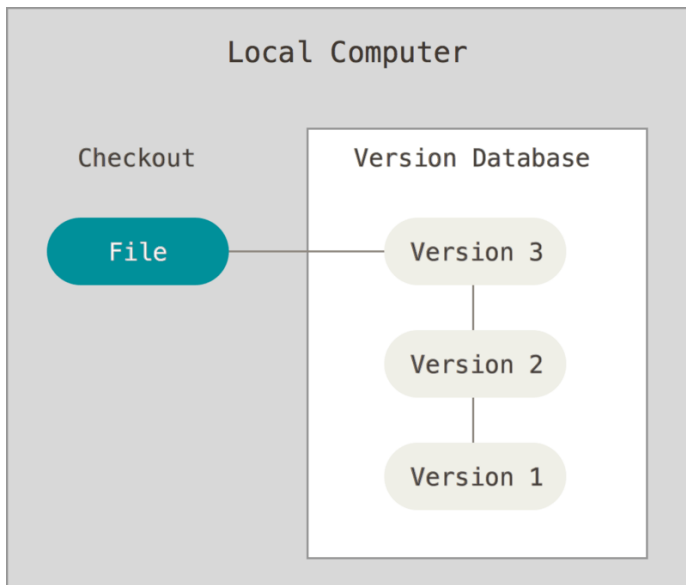 Local Computer
Checkout
Version Database
File
Version 3
Version 2
Version 1